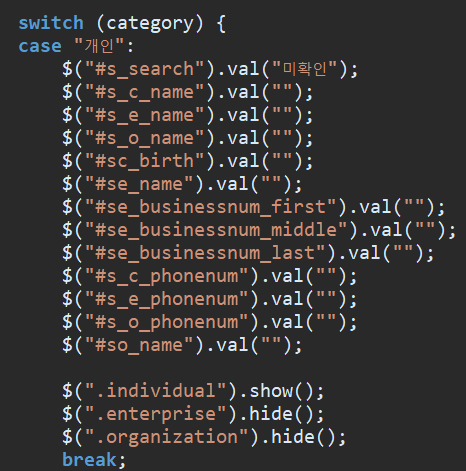 switch (category) {
case "개인":
    $("#s_search").val("미확인");
    $("#s_c_name").val("");
    $("#s_e_name").val("");
    $("#s_o_name").val("");
    $("#sc_birth").val("");
    $("#se_name").val("");
    $("#se_businessnum_first").val("");
    $("#se_businessnum_middle").val("");
    $("#se_businessnum_last").val("");
    $("#s_c_phonenum").val("");
    $("#s_e_phonenum").val("");
    $("#s_o_phonenum").val("");
    $("#so_name").val("");

    $(".individual").show();
    $(".enterprise").hide();
    $(".organization").hide();
    break;